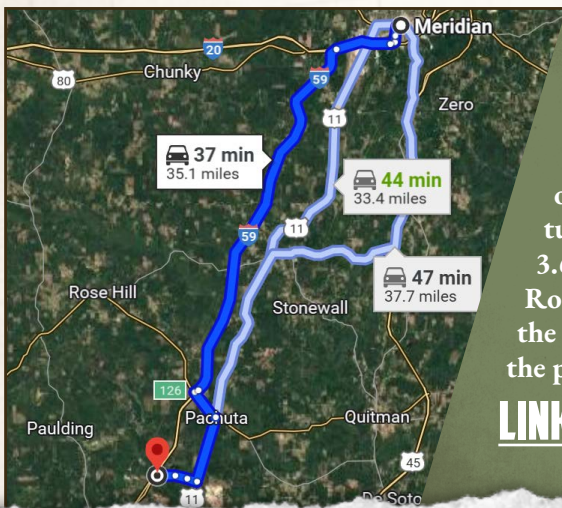 Meridian
20
Chunky
80
59
Zero
11
37 min
35.1 miles
44 min
33.4 miles
11
59
47 min
37.7 miles
Rose Hill
Stonewall
126
Pachuta
Quitman
Paulding
45
11
De Soto
the
the
LINK